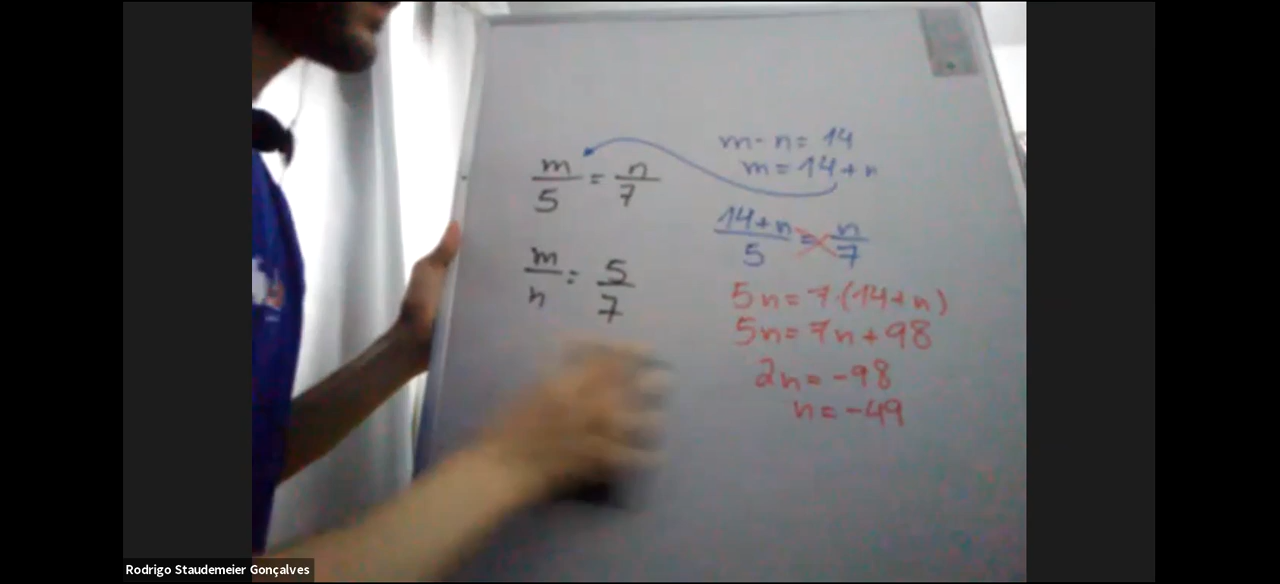 m/5 = n/7
m/n = 5/7
m - n = 14
m = 14 + n
14+n/5 = n/7
5n = 7·(14+n)
5n = 7n + 98
2n = -98
n = -49
Rodrigo Staudemeier Gonçalves